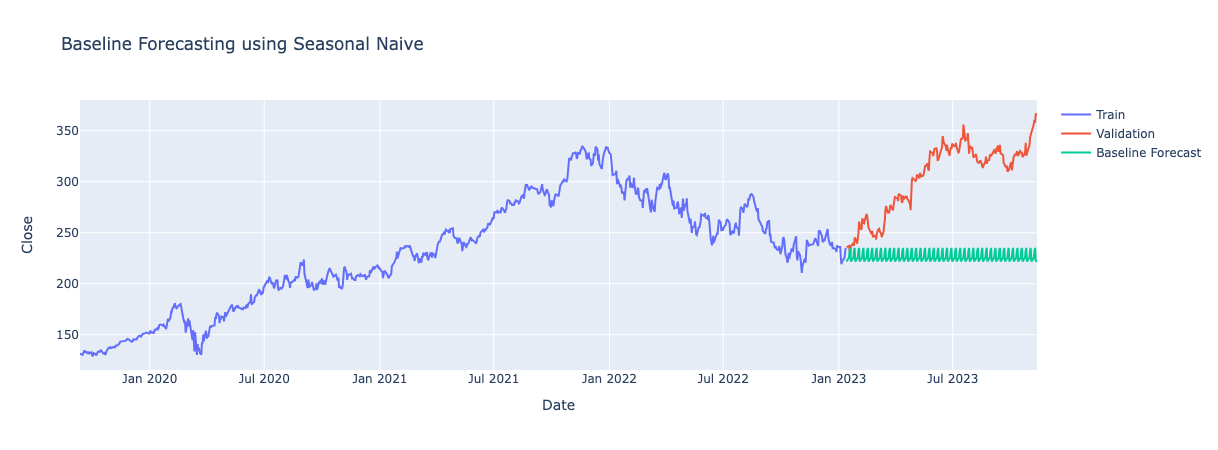 Baseline Forecasting using Seasonal Naive
Train
Validation
Baseline Forecast
Close
350
300
250
200
150
Jan 2020
Jul 2020
Jan 2021
Jul 2021
Jan 2022
Jul 2022
Jan 2023
Jul 2023
Date